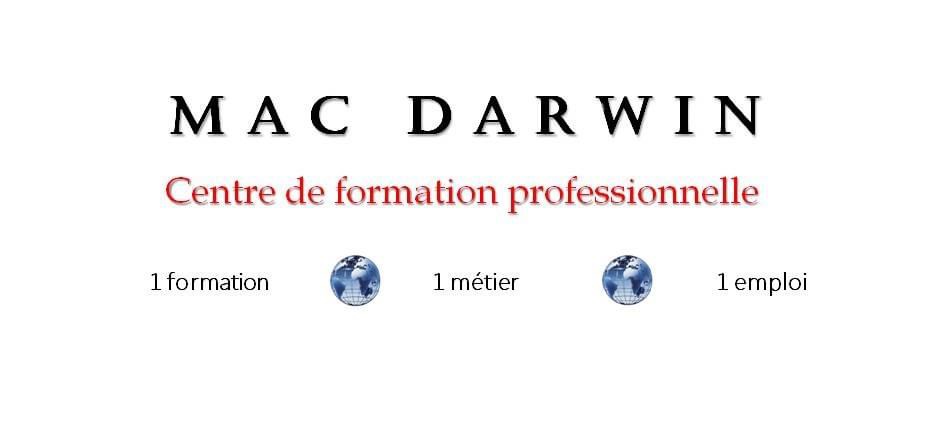 MAC DARWIN
Centre de formation professionnelle
1 formation 1 métier 1 emploi